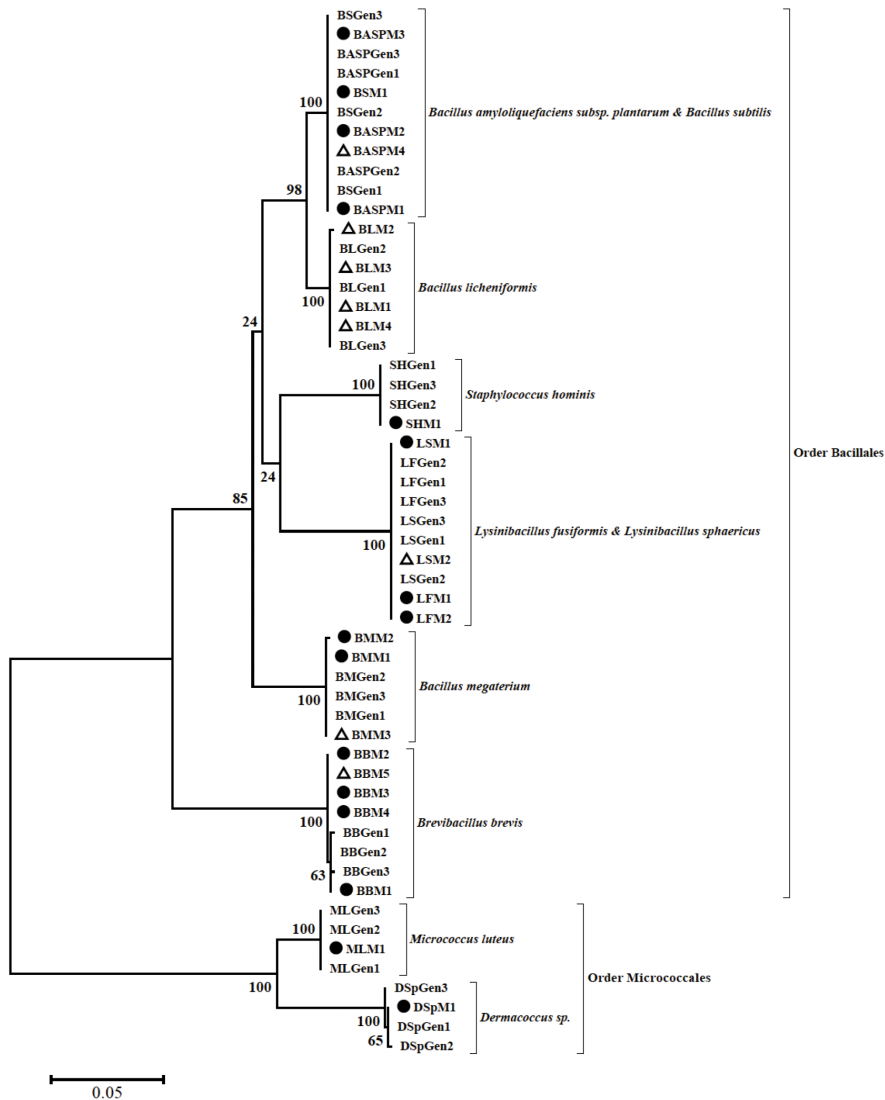 BSGen3
BASPM3
BASPGen3
BASPGen1
BSM1
100
BSGen2
Bacillus amyloliquefaciens subsp. plantarum & Bacillus subtilis
BASPM2
BASPM4
BASPGen2
98
BSGen1
BASPM1
BLM2
BLGen2
BLM3
BLGen1
Bacillus licheniformis
100
BLM1
24
BLM4
BLGen3
SHGen1
100
SHGen3
Staphylococcus hominis
SHGen2
SHM1
LSM1
Order Bacillales
LFGen2
24
LFGen1
85
LFGen3
LSGen3
Lysinibacillus fusiformis & Lysinibacillus sphaericus
LSGen1
100
LSM2
LSGen2
LFM1
LFM2
BMM2
BMM1
BMGen2
Bacillus megaterium
100
BMGen3
BMGen1
BMM3
BBM2
BBM5
BBM3
BBM4
100
Brevibacillus brevis
BBGen1
BBGen2
BBGen3
63
BBM1
MLGen3
100
MLGen2
Micrococcus luteus
MLM1
MLGen1
Order Micrococcales
100
DSpGen3
DSpM1
Dermacoccus sp.
100
DSpGen1
65
DSpGen2
0.05